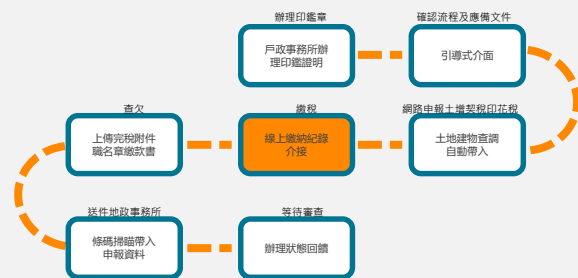 辦理印鑑章
確認流程及應備文件
戶政事務所辦
理印鑑證明
引導式介面
查欠
繳稅
網路申報土增契稅印花稅
上傳完稅附件
職名章繳款書
線上繳納紀錄
介接
土地建物查調
自動帶入
送件地政事務所
等待審查
條碼掃瞄帶入
申報資料
辦理狀態回饋